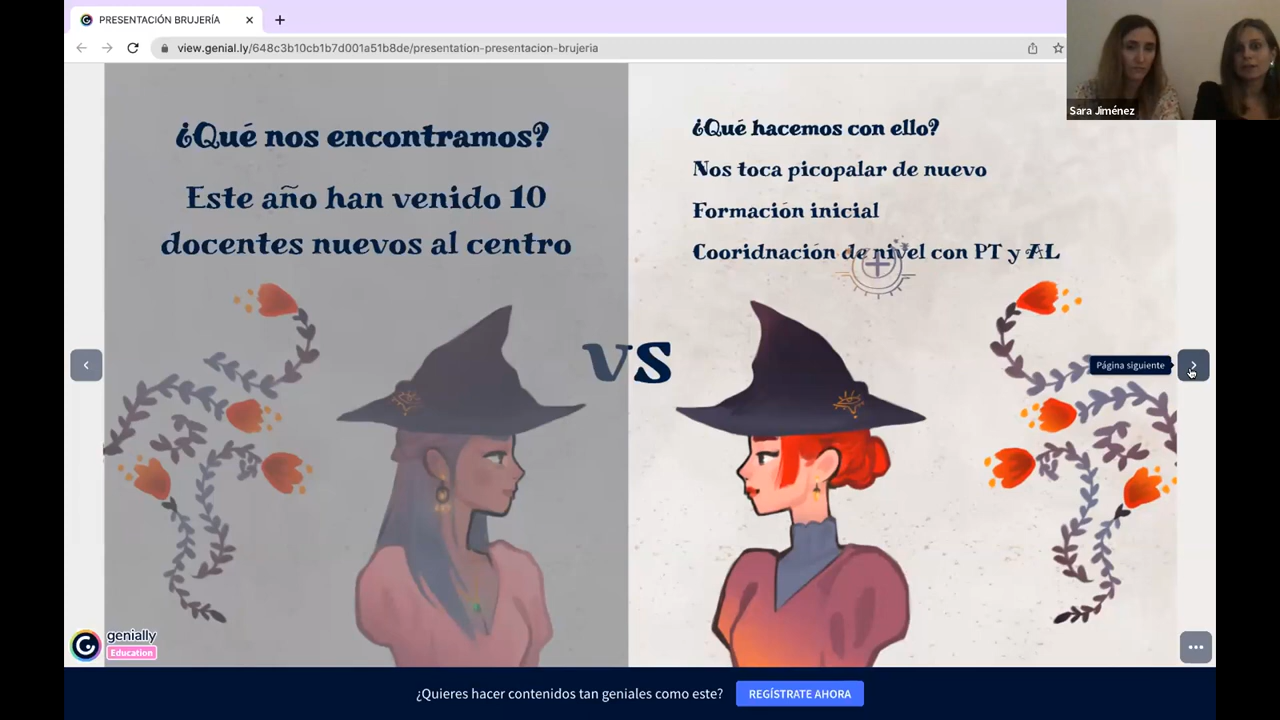 PRESENTACIÓN BRUJERÍA
view.genial.ly/648c3b10cb1b7d001a51b8de/presentation-presentacion-brujeria
Sara Jiménez
¿Qué nos encontramos?
Este año han venido 10
docentes nuevos al centro
¿Qué hacemos con ello?
Nos toca picopalar de nuevo
Formación inicial
Cooridnación de nivel con PT y AL
vs
Página siguiente
genially
Education
¿Quieres hacer contenidos tan geniales como este?
REGÍSTRATE AHORA